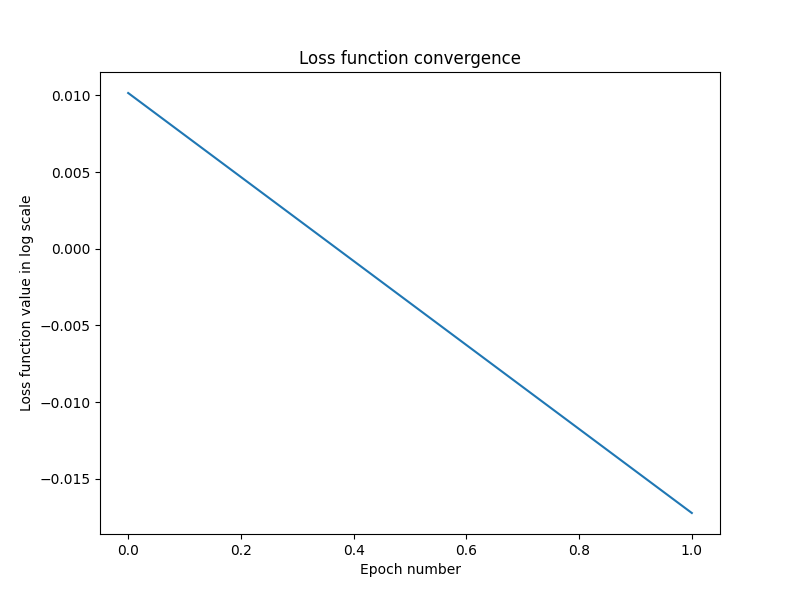 Loss function convergence
Loss function value in log scale
0.010
0.005
0.000
−0.005
−0.010
−0.015
0.0 0.2 0.4 0.6 0.8 1.0
Epoch number